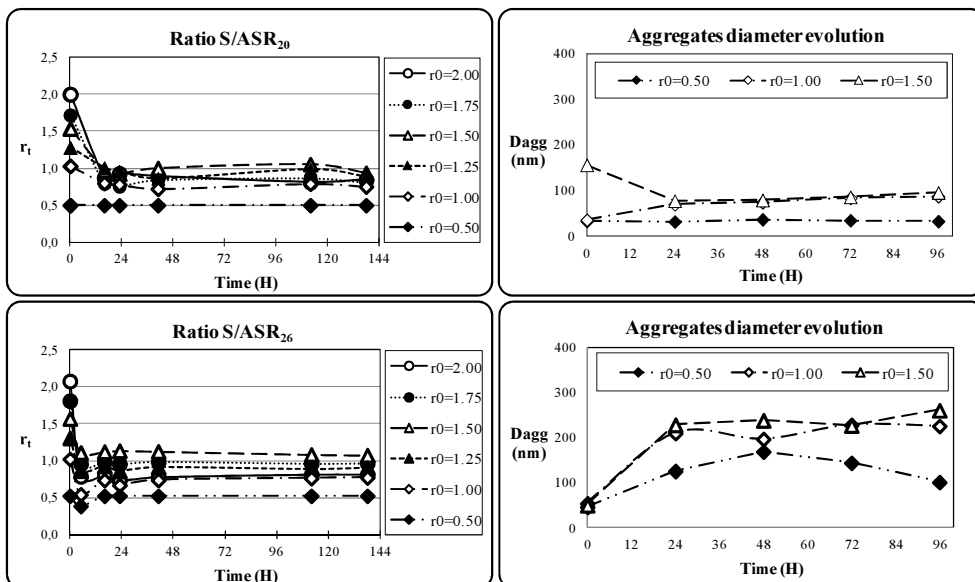 Ratio S/ASR20
2,5
2,0
1,5
1,0
0,5
0,0
rt
0 24 48 72 96 120 144
Time (H)
r0=2.00
r0=1.75
r0=1.50
r0=1.25
r0=1.00
r0=0.50
Aggregates diameter evolution
400
300
200
100
0
Dagg
(nm)
r0=0.50 r0=1.00 r0=1.50
0 12 24 36 48 60 72 84 96
Time (H)
Ratio S/ASR26
2,5
2,0
1,5
1,0
0,5
0,0
rt
0 24 48 72 96 120 144
Time (H)
r0=2.00
r0=1.75
r0=1.50
r0=1.25
r0=1.00
r0=0.50
Aggregates diameter evolution
400
300
200
100
0
Dagg
(nm)
r0=0.50 r0=1.00 r0=1.50
0 12 24 36 48 60 72 84 96
Time (H)